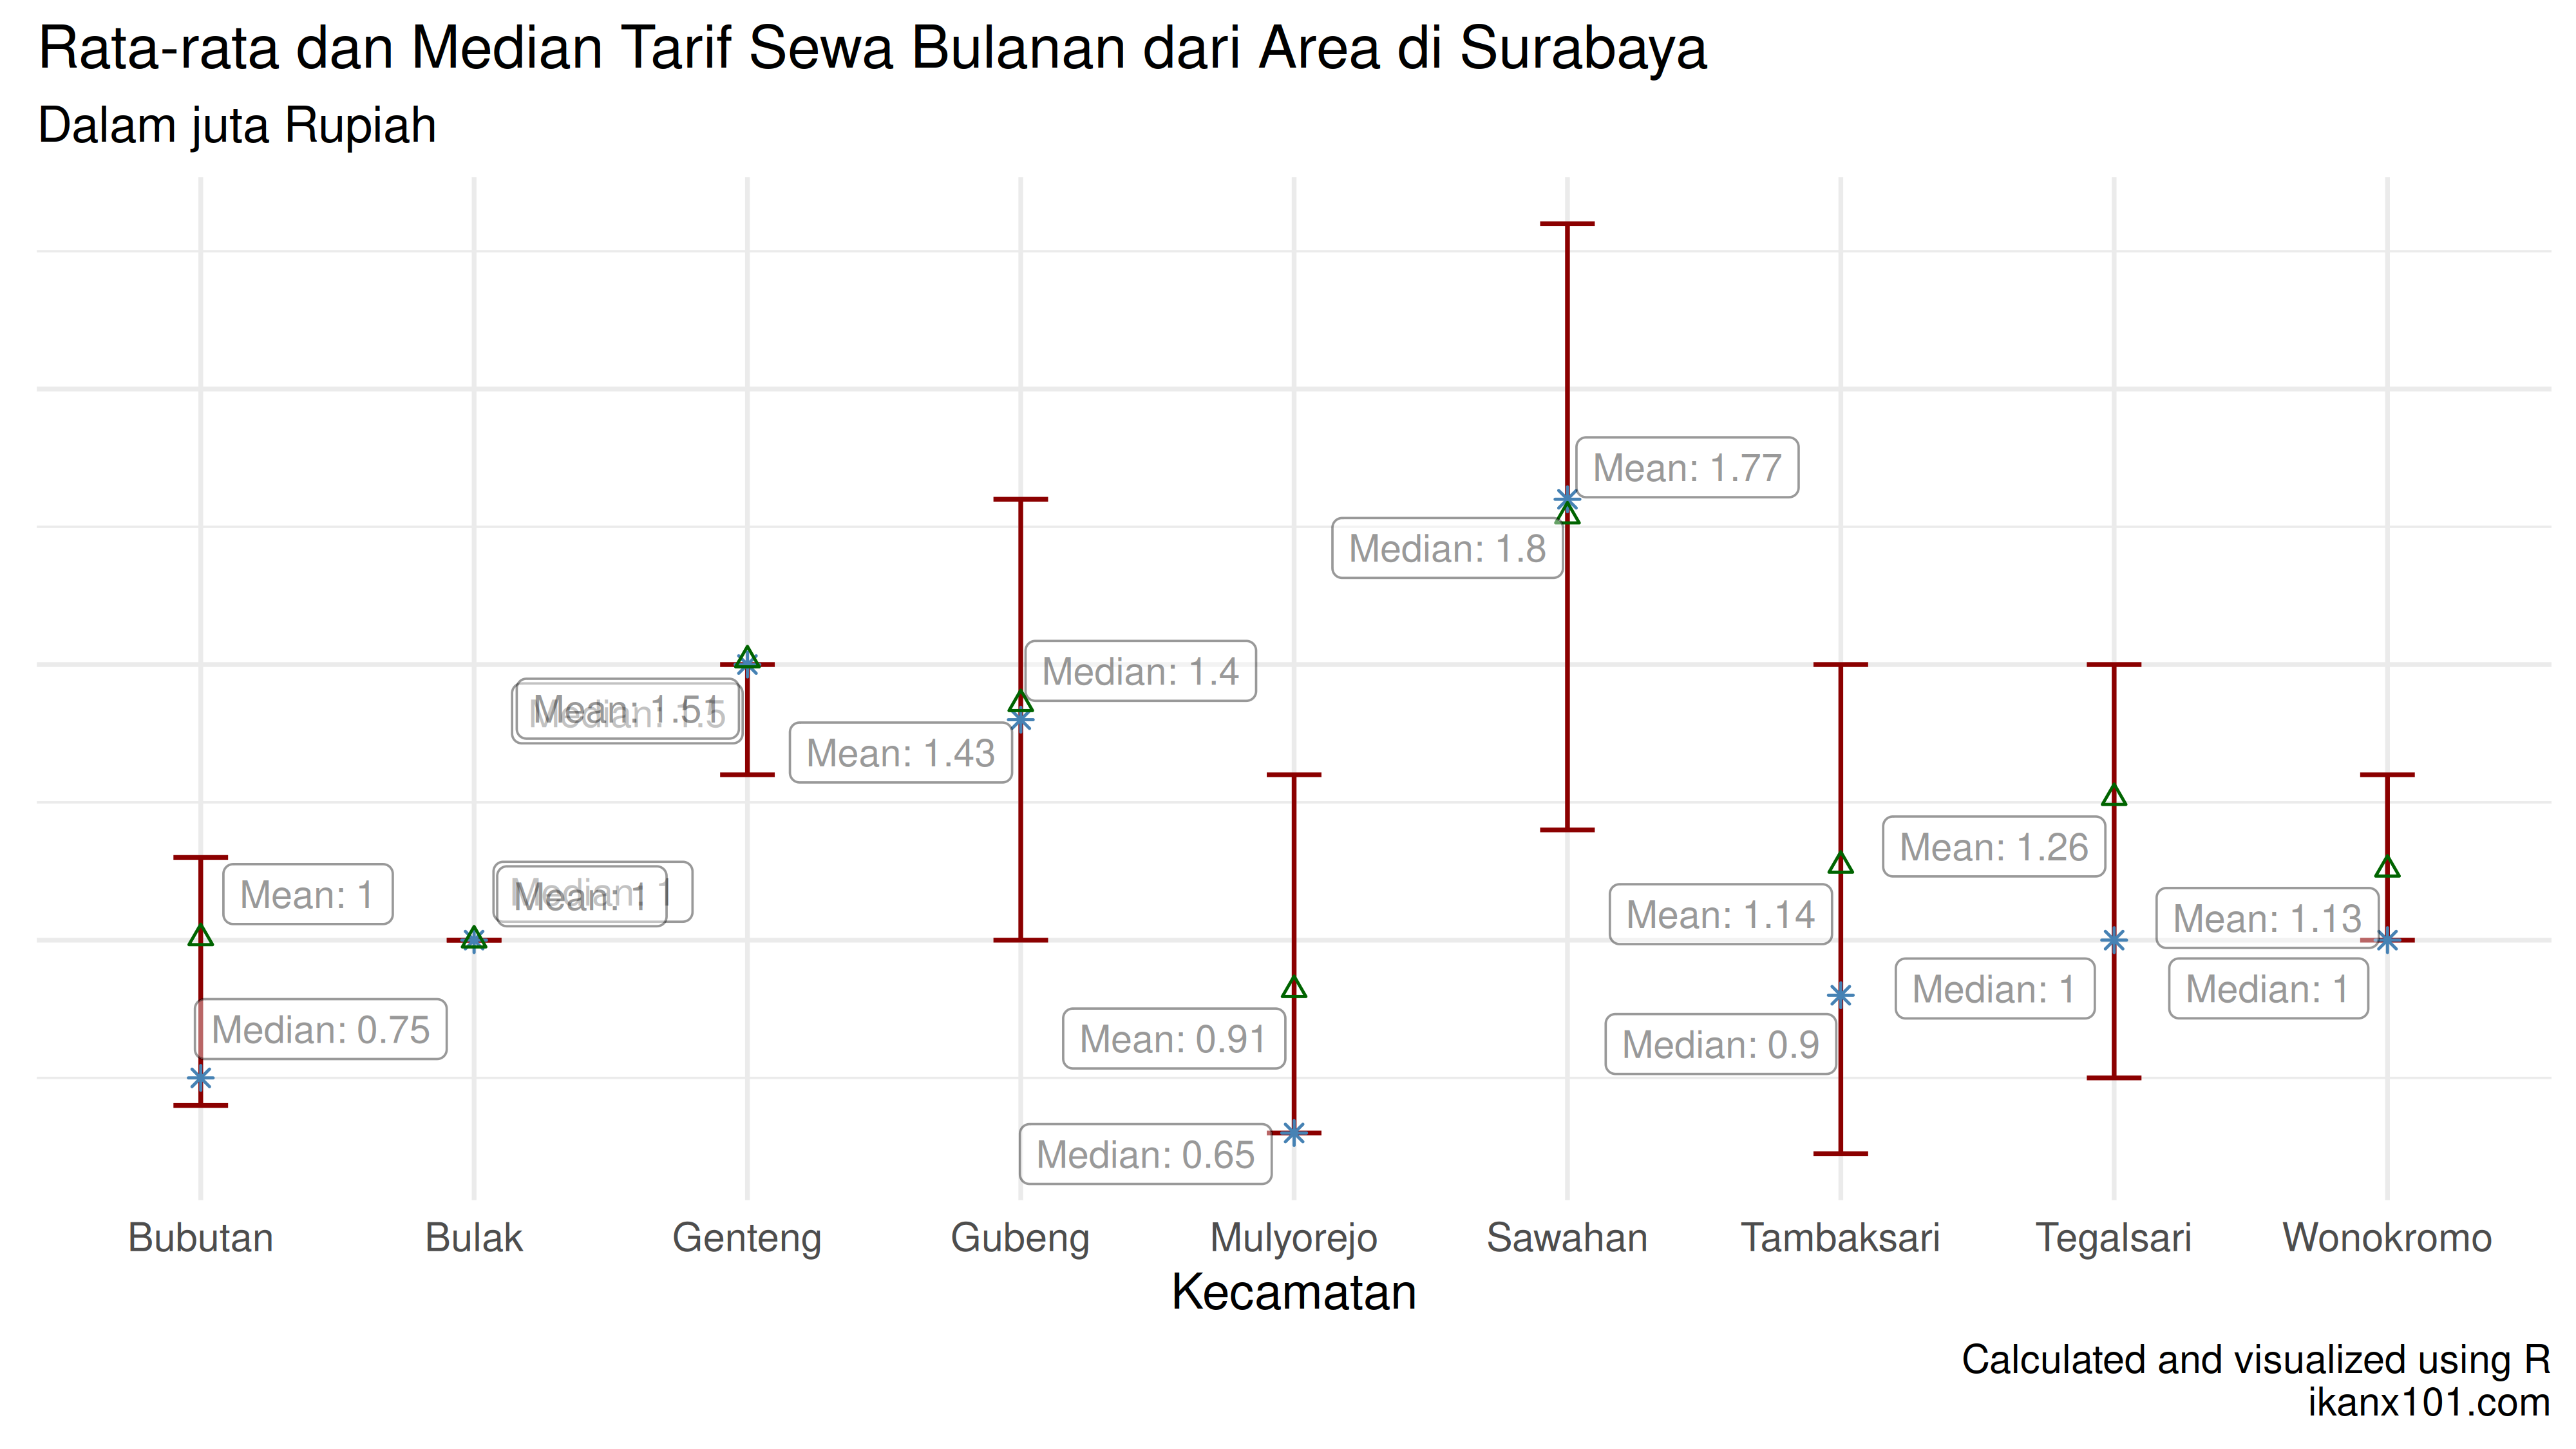 Rata-rata dan Median Tarif Sewa Bulanan dari Area di Surabaya
Dalam juta Rupiah
Mean: 1.77
Median: 1.8
Median: 1.4
Mean: 1.51
Median: 1.5
Mean: 1.43
Mean: 1.26
Mean: 1
Median: 1
Mean: 1
Mean: 1.14
Mean: 1.13
Median: 1
Median: 1
Median: 0.75
Mean: 0.91
Median: 0.9
Median: 0.65
Bubutan Bulak Genteng Gubeng Mulyorejo Sawahan Tambaksari Tegalsari Wonokromo
Kecamatan
Calculated and visualized using R
ikanx101.com